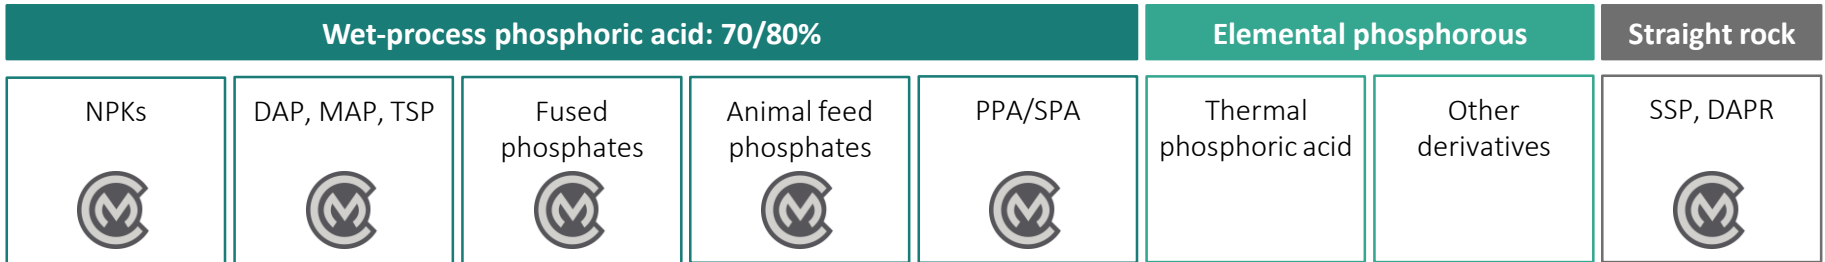 Wet-process phosphoric acid: 70/80%
Elemental phosphorous
Straight rock
NPKs
DAP, MAP, TSP
Fused
phosphates
Animal feed
phosphates
PPA/SPA
Thermal
phosphoric acid
Other
derivatives
SSP, DAPR